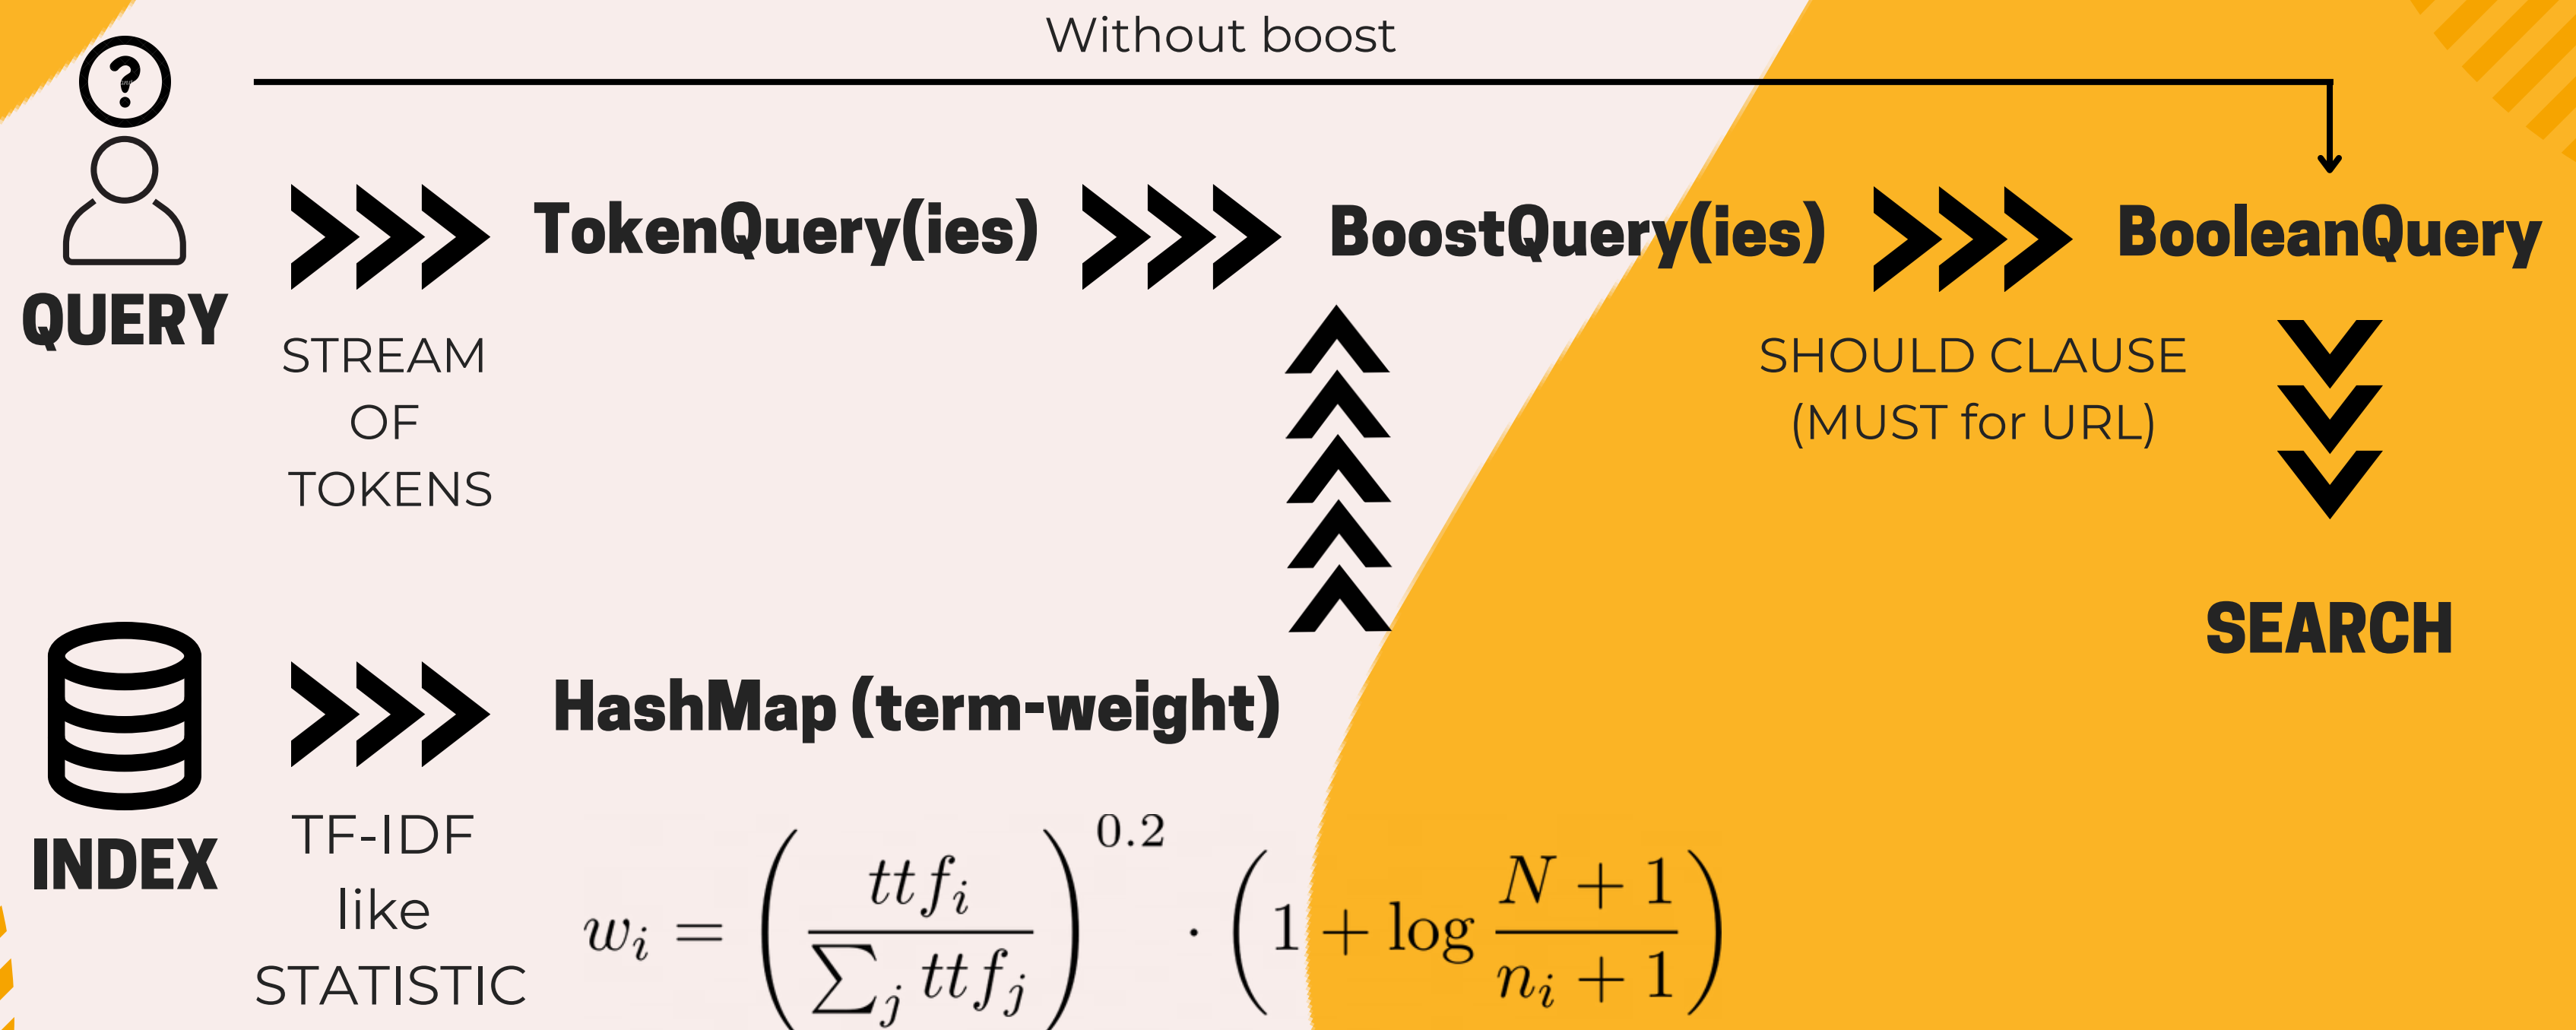 Without boost
?
TokenQuery(ies)
BoostQuery(ies)
BooleanQuery
QUERY
STREAM
OF
TOKENS
SHOULD CLAUSE
(MUST for URL)
SEARCH
HashMap (term-weight)
INDEX
TF-IDF
like
STATISTIC
w_i = ( ttf_i / ∑_j ttf_j )^0.2 · ( 1 + log (N + 1) / (n_i + 1) )